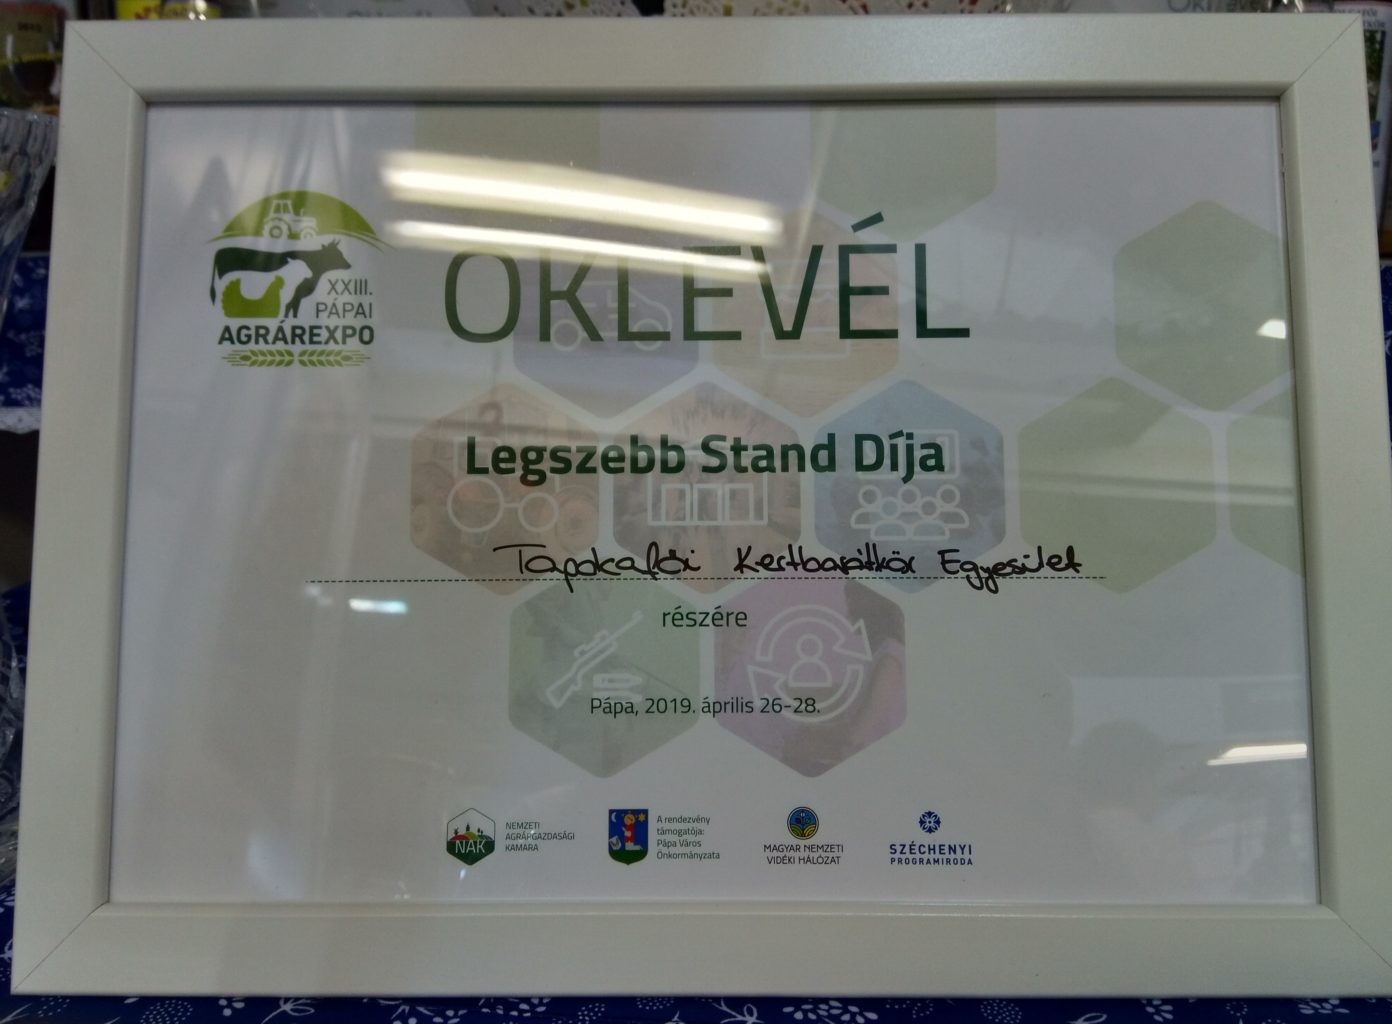 XXIII.
PÁPAI
AGRÁREXPO
OKLEVÉL
Legszebb Stand Díja
Tapolcafői Kertbarátkör Egyesület
részére
Pápa, 2019. április 26-28.
NAK
NEMZETI
AGRÁRGAZDASÁGI
KAMARA
A rendezvény
támogatója:
Pápa Város
Önkormányzata
MAGYAR NEMZETI
VIDÉKI HÁLÓZAT
SZÉCHENYI
PROGRAMIRODA